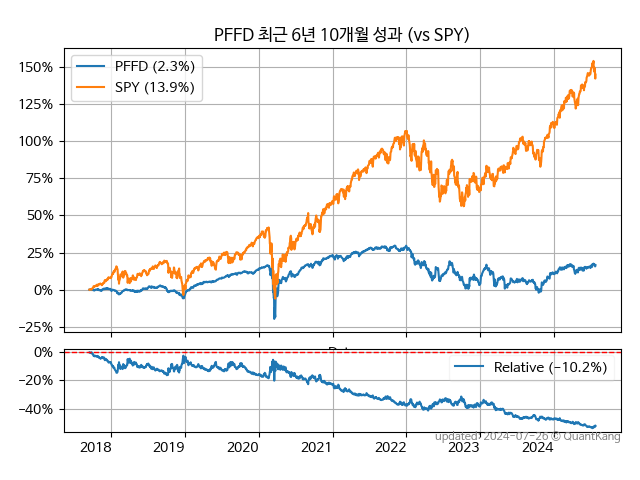 PFFD 최근 6년 10개월 성과 (vs SPY)
PFFD (2.3%)
SPY (13.9%)
150%
125%
100%
75%
50%
25%
0%
−25%
0%
−20%
−40%
Relative (−10.2%)
2018 2019 2020 2021 2022 2023 2024
updated: 2024-07-26 © QuantKang